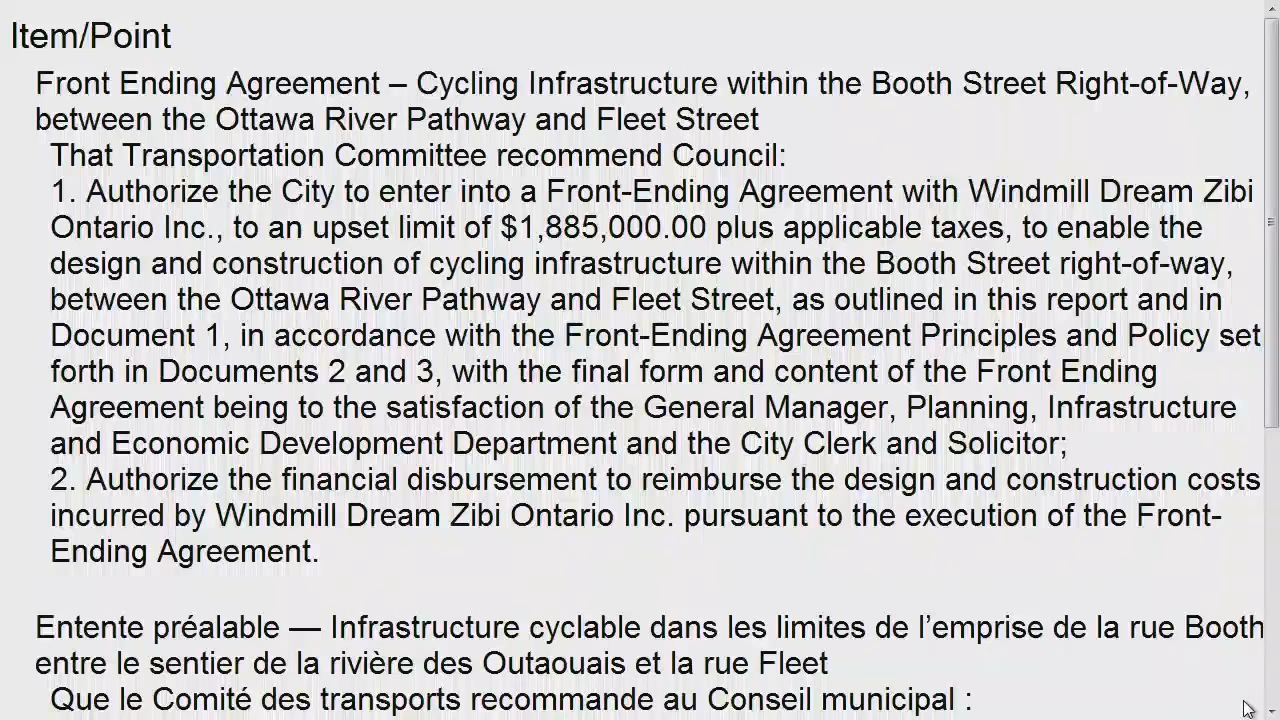 Item/Point
Front Ending Agreement – Cycling Infrastructure within the Booth Street Right-of-Way,
between the Ottawa River Pathway and Fleet Street
That Transportation Committee recommend Council:
1. Authorize the City to enter into a Front-Ending Agreement with Windmill Dream Zibi
Ontario Inc., to an upset limit of $1,885,000.00 plus applicable taxes, to enable the
design and construction of cycling infrastructure within the Booth Street right-of-way,
between the Ottawa River Pathway and Fleet Street, as outlined in this report and in
Document 1, in accordance with the Front-Ending Agreement Principles and Policy set
forth in Documents 2 and 3, with the final form and content of the Front Ending
Agreement being to the satisfaction of the General Manager, Planning, Infrastructure
and Economic Development Department and the City Clerk and Solicitor;
2. Authorize the financial disbursement to reimburse the design and construction costs
incurred by Windmill Dream Zibi Ontario Inc. pursuant to the execution of the Front-
Ending Agreement.
Entente préalable — Infrastructure cyclable dans les limites de l’emprise de la rue Booth
entre le sentier de la rivière des Outaouais et la rue Fleet
Que le Comité des transports recommande au Conseil municipal :